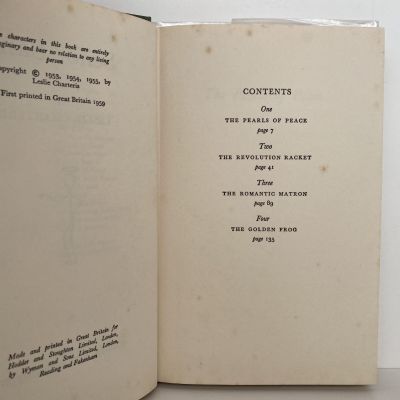 characters in this book are entirely
imaginary and bear no relation to any living
person
Copyright © 1953, 1954, 1955, by
Leslie Charteris
First printed in Great Britain 1959
Made and printed in Great Britain for
Hodder and Stoughton Limited, London,
by Wyman and Sons Limited, London,
Reading and Fakenham
CONTENTS
One
THE PEARLS OF PEACE
page 7
Two
THE REVOLUTION RACKET
page 41
Three
THE ROMANTIC MATRON
page 89
Four
THE GOLDEN FROG
page 135